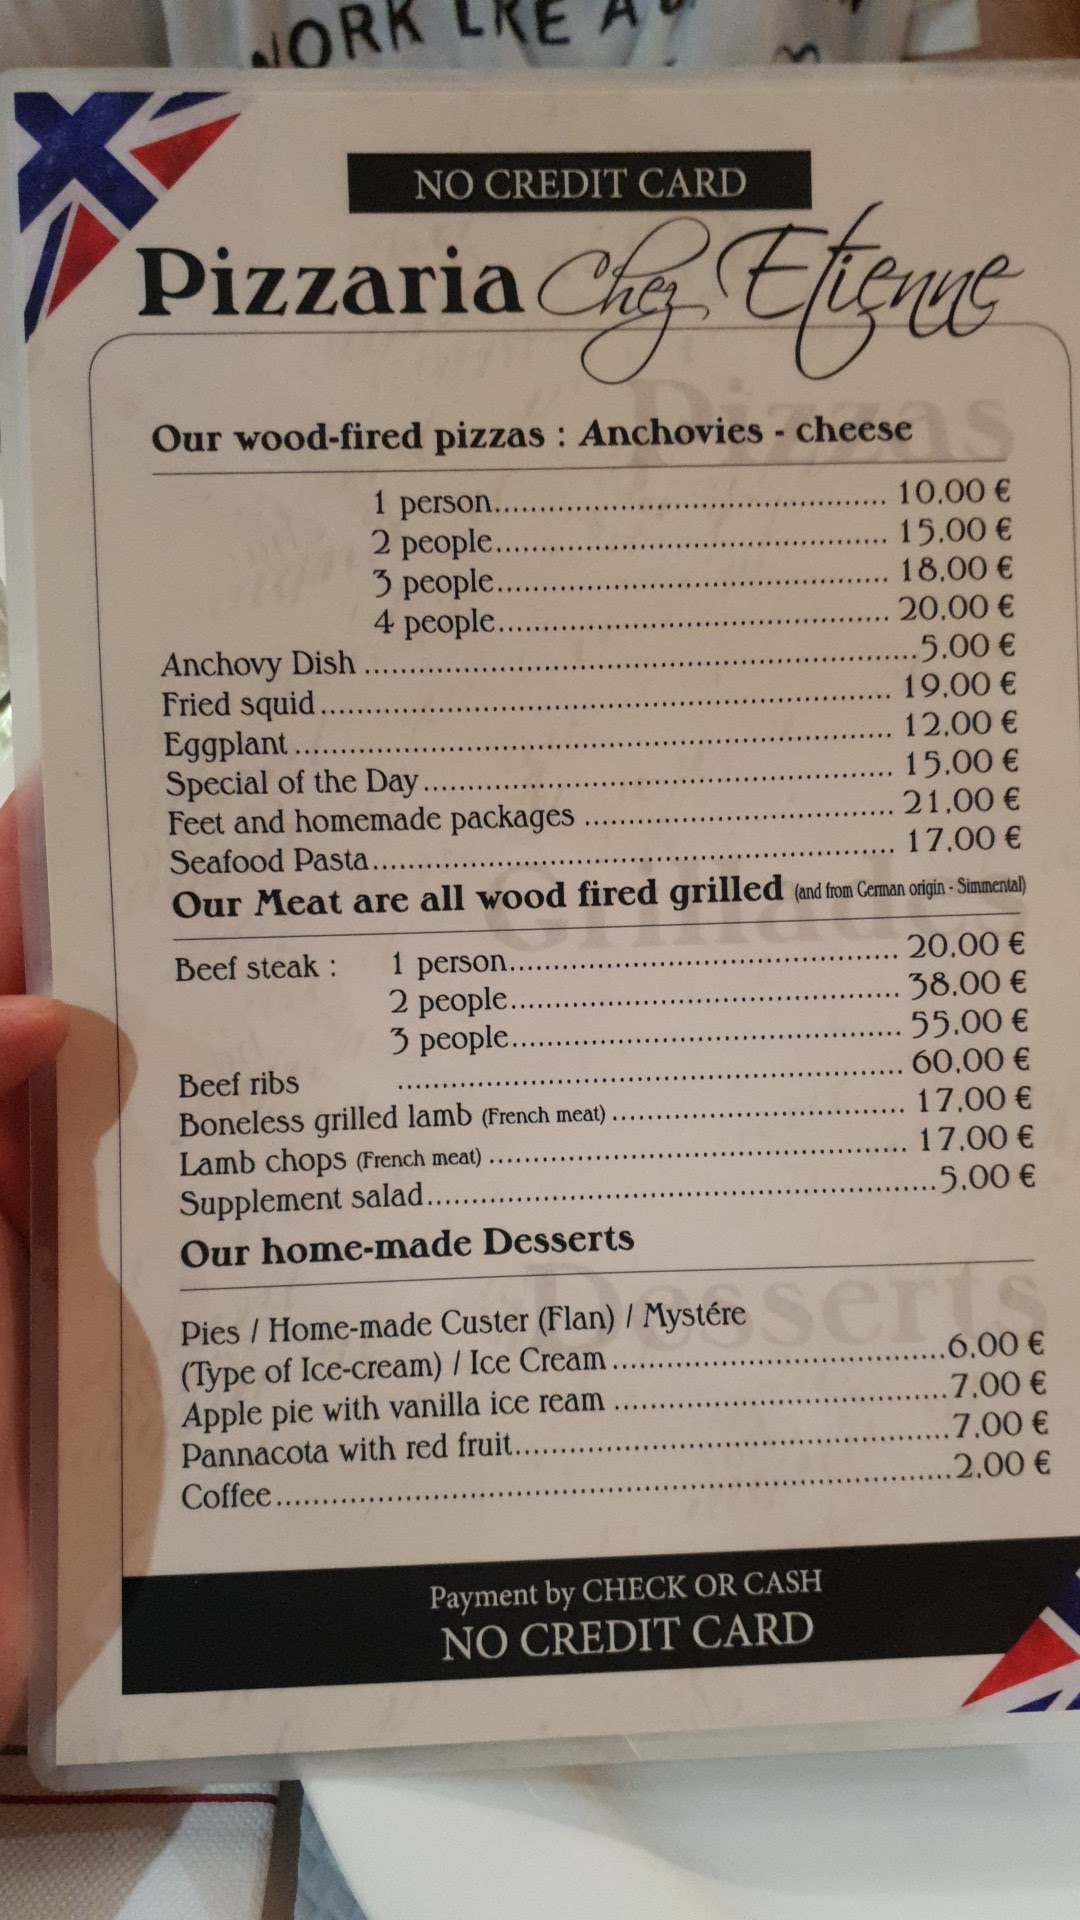 WORK LKE A
NO CREDIT CARD
Pizzaria Chez Etienne
Our wood-fired pizzas : Anchovies - cheese
1 person.......... 10.00 €
2 people.......... 15.00 €
3 people.......... 18.00 €
4 people.......... 20.00 €
Anchovy Dish ..........5.00 €
Fried squid.......... 19.00 €
Eggplant .......... 12.00 €
Special of the Day.......... 15.00 €
Feet and homemade packages .......... 21.00 €
Seafood Pasta.......... 17.00 €
Our Meat are all wood fired grilled (and from German origin - Simmental)
Beef steak : 1 person.......... 20.00 €
2 people.......... 38.00 €
3 people.......... 55.00 €
Beef ribs .......... 60.00 €
Boneless grilled lamb (French meat) .......... 17.00 €
Lamb chops (French meat) .......... 17.00 €
Supplement salad..........5.00 €
Our home-made Desserts
Pies / Home-made Custer (Flan) / Mystére
(Type of Ice-cream) / Ice Cream ..........6.00 €
Apple pie with vanilla ice ream ..........7.00 €
Pannacota with red fruit..........7.00 €
Coffee..........2.00 €
Payment by CHECK OR CASH
NO CREDIT CARD